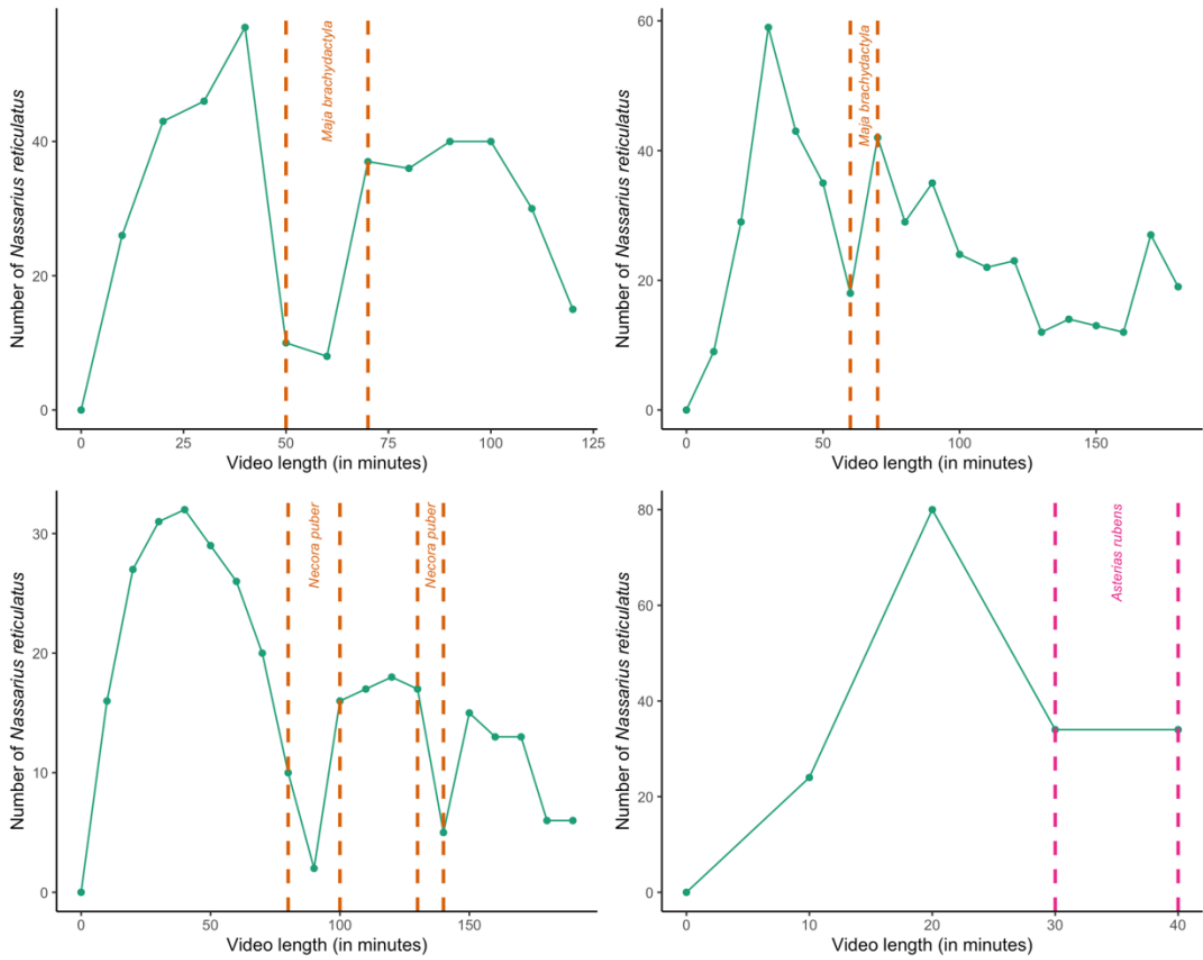 Number of Nassarius reticulatus
40
20
0
Maja brachydactyla
0
25
50
75
100
125
Video length (in minutes)
Number of Nassarius reticulatus
60
40
20
0
Maja brachydactyla
0
50
100
150
Video length (in minutes)
Number of Nassarius reticulatus
30
20
10
0
Necora puber
Necora puber
0
50
100
150
Video length (in minutes)
Number of Nassarius reticulatus
80
60
40
20
0
Asterias rubens
0
10
20
30
40
Video length (in minutes)